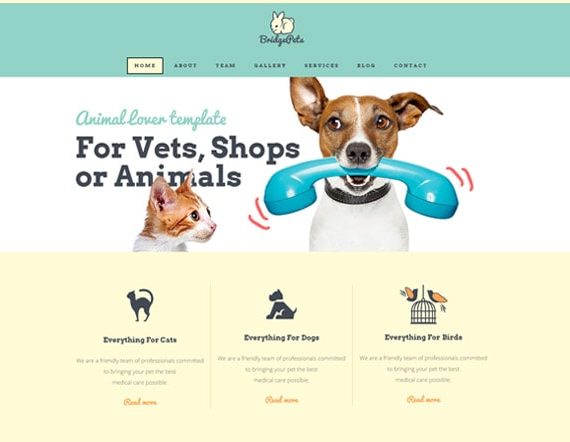 BridgePets
HOME ABOUT TEAM GALLERY SERVICES BLOG CONTACT
Animal Lover template
For Vets, Shops
or Animals
Everything For Cats
We are a friendly team of professionals committed
to bringing your pet the best
medical care possible.
Read more
Everything For Dogs
We are a friendly team of professionals committed
to bringing your pet the best
medical care possible.
Read more
Everything For Birds
We are a friendly team of professionals committed
to bringing your pet the best
medical care possible.
Read more